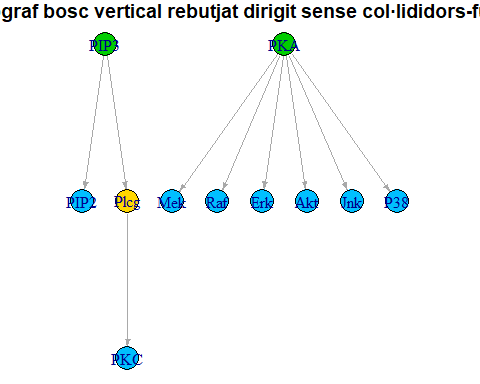 graf bosc vertical rebutjat dirigit sense col·lididors-f
PIP3 PKA
PIP2 Plcg Mek Raf Erk Akt Jnk P38
PKC